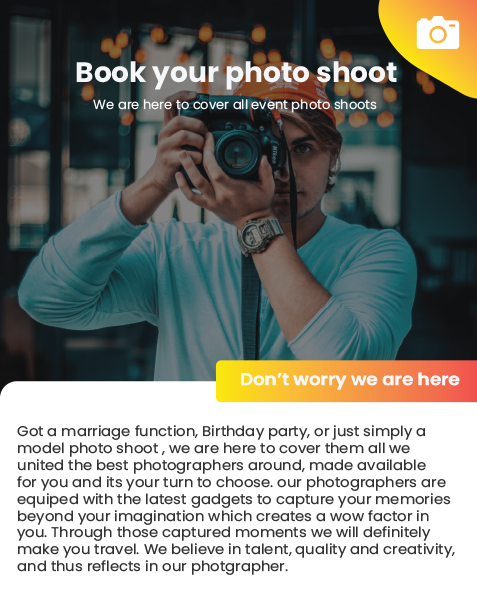 Book your photo shoot
We are here to cover all event photo shoots
Nikon
Don't worry we are here
Got a marriage function, Birthday party, or just simply a
model photo shoot , we are here to cover them all we
united the best photographers around, made available
for you and its your turn to choose. our photographers are
equiped with the latest gadgets to capture your memories
beyond your imagination which creates a wow factor in
you. Through those captured moments we will definitely
make you travel. We believe in talent, quality and creativity,
and thus reflects in our photgrapher.